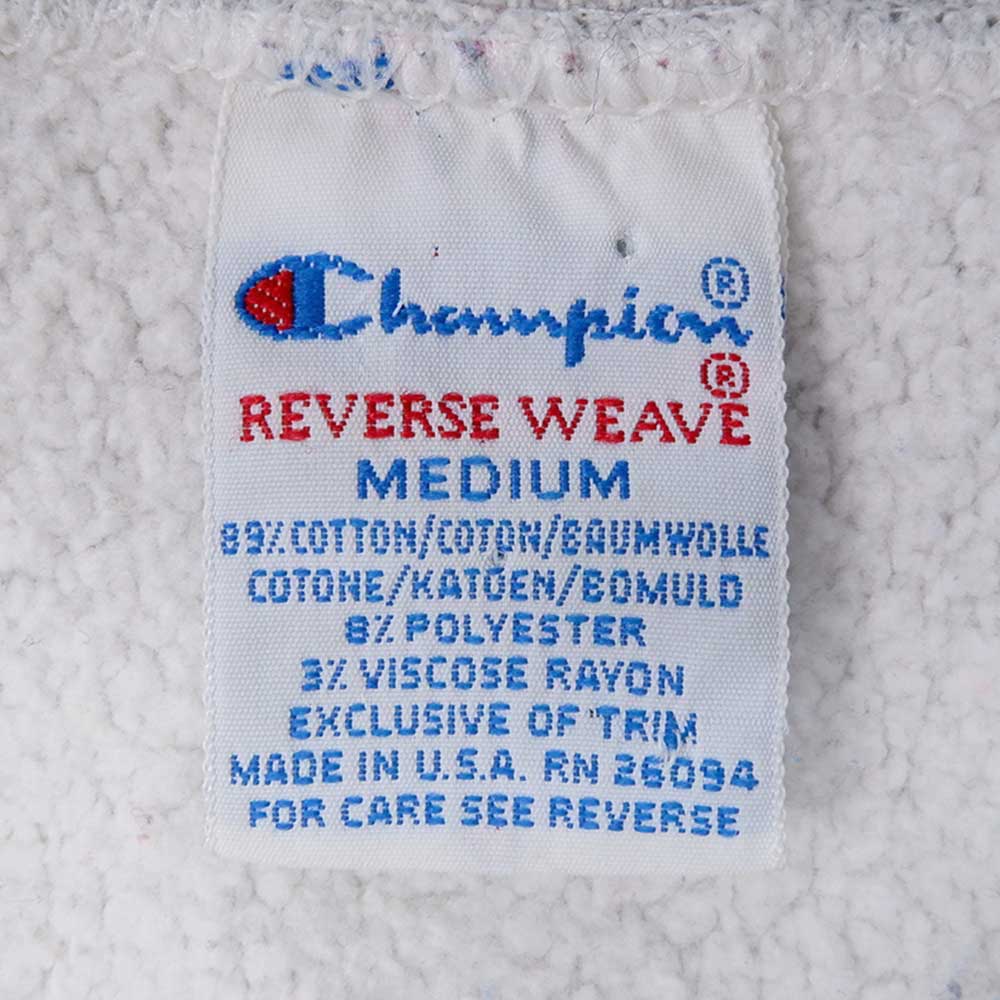 Champion ®
REVERSE WEAVE ®
MEDIUM
89% COTTON/COTON/BAUMWOLLE
COTONE/KATOEN/BOMULD
8% POLYESTER
3% VISCOSE RAYON
EXCLUSIVE OF TRIM
MADE IN U.S.A. RN 26094
FOR CARE SEE REVERSE